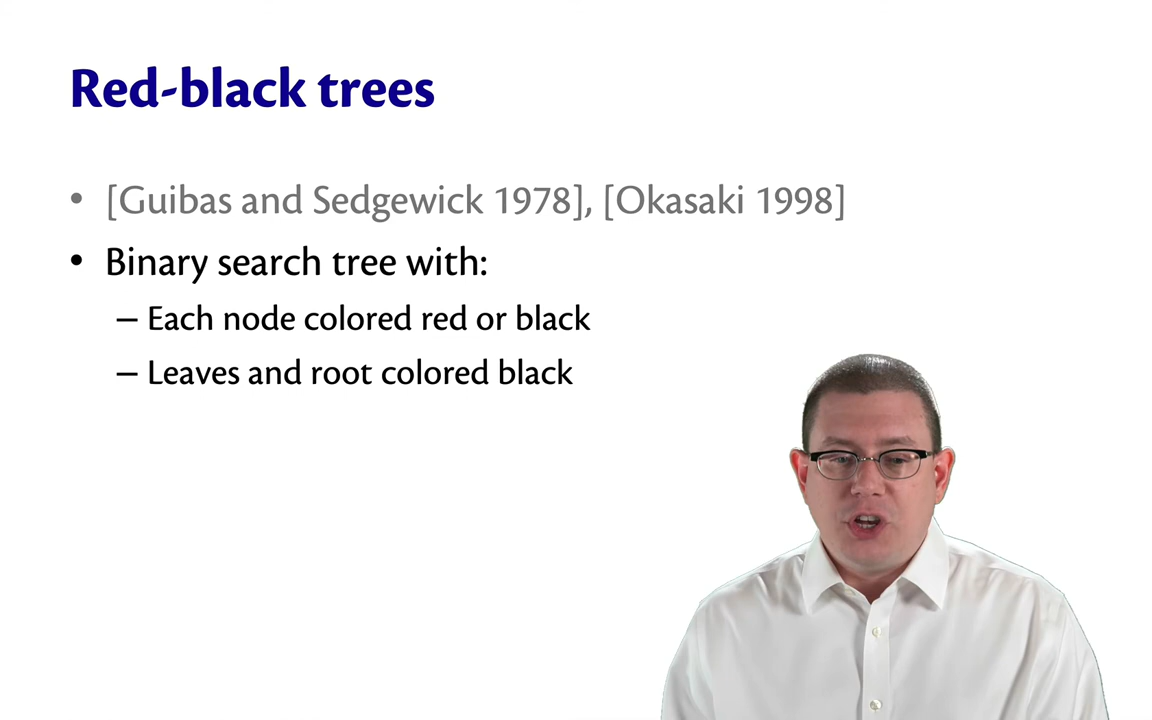 Red-black trees
• [Guibas and Sedgewick 1978], [Okasaki 1998]
• Binary search tree with:
– Each node colored red or black
– Leaves and root colored black